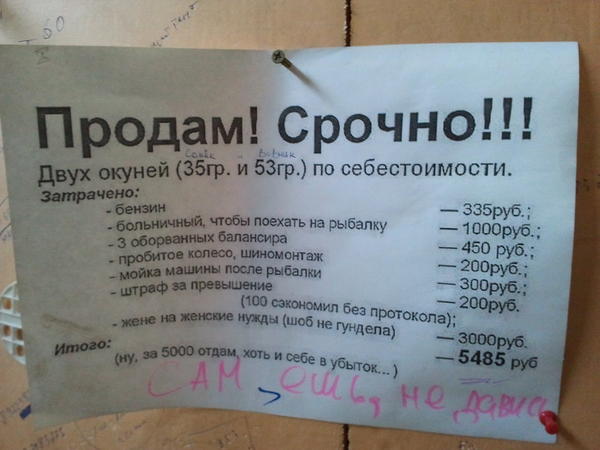 Продам! Срочно!!!
Санёк и Вовчик
Двух окуней (35гр. и 53гр.) по себестоимости.
Затрачено:
- бензин — 335руб.;
- больничный, чтобы поехать на рыбалку — 1000руб.;
- 3 оборванных балансира — 450 руб.;
- пробитое колесо, шиномонтаж — 200руб.;
- мойка машины после рыбалки — 300руб.;
- штраф за превышение — 200руб.
(100 сэкономил без протокола);
- жене на женские нужды (шоб не гундела) — 3000руб.
Итого: — 5485 руб
(ну, за 5000 отдам, хоть и себе в убыток...)
САМ ешь, не давись